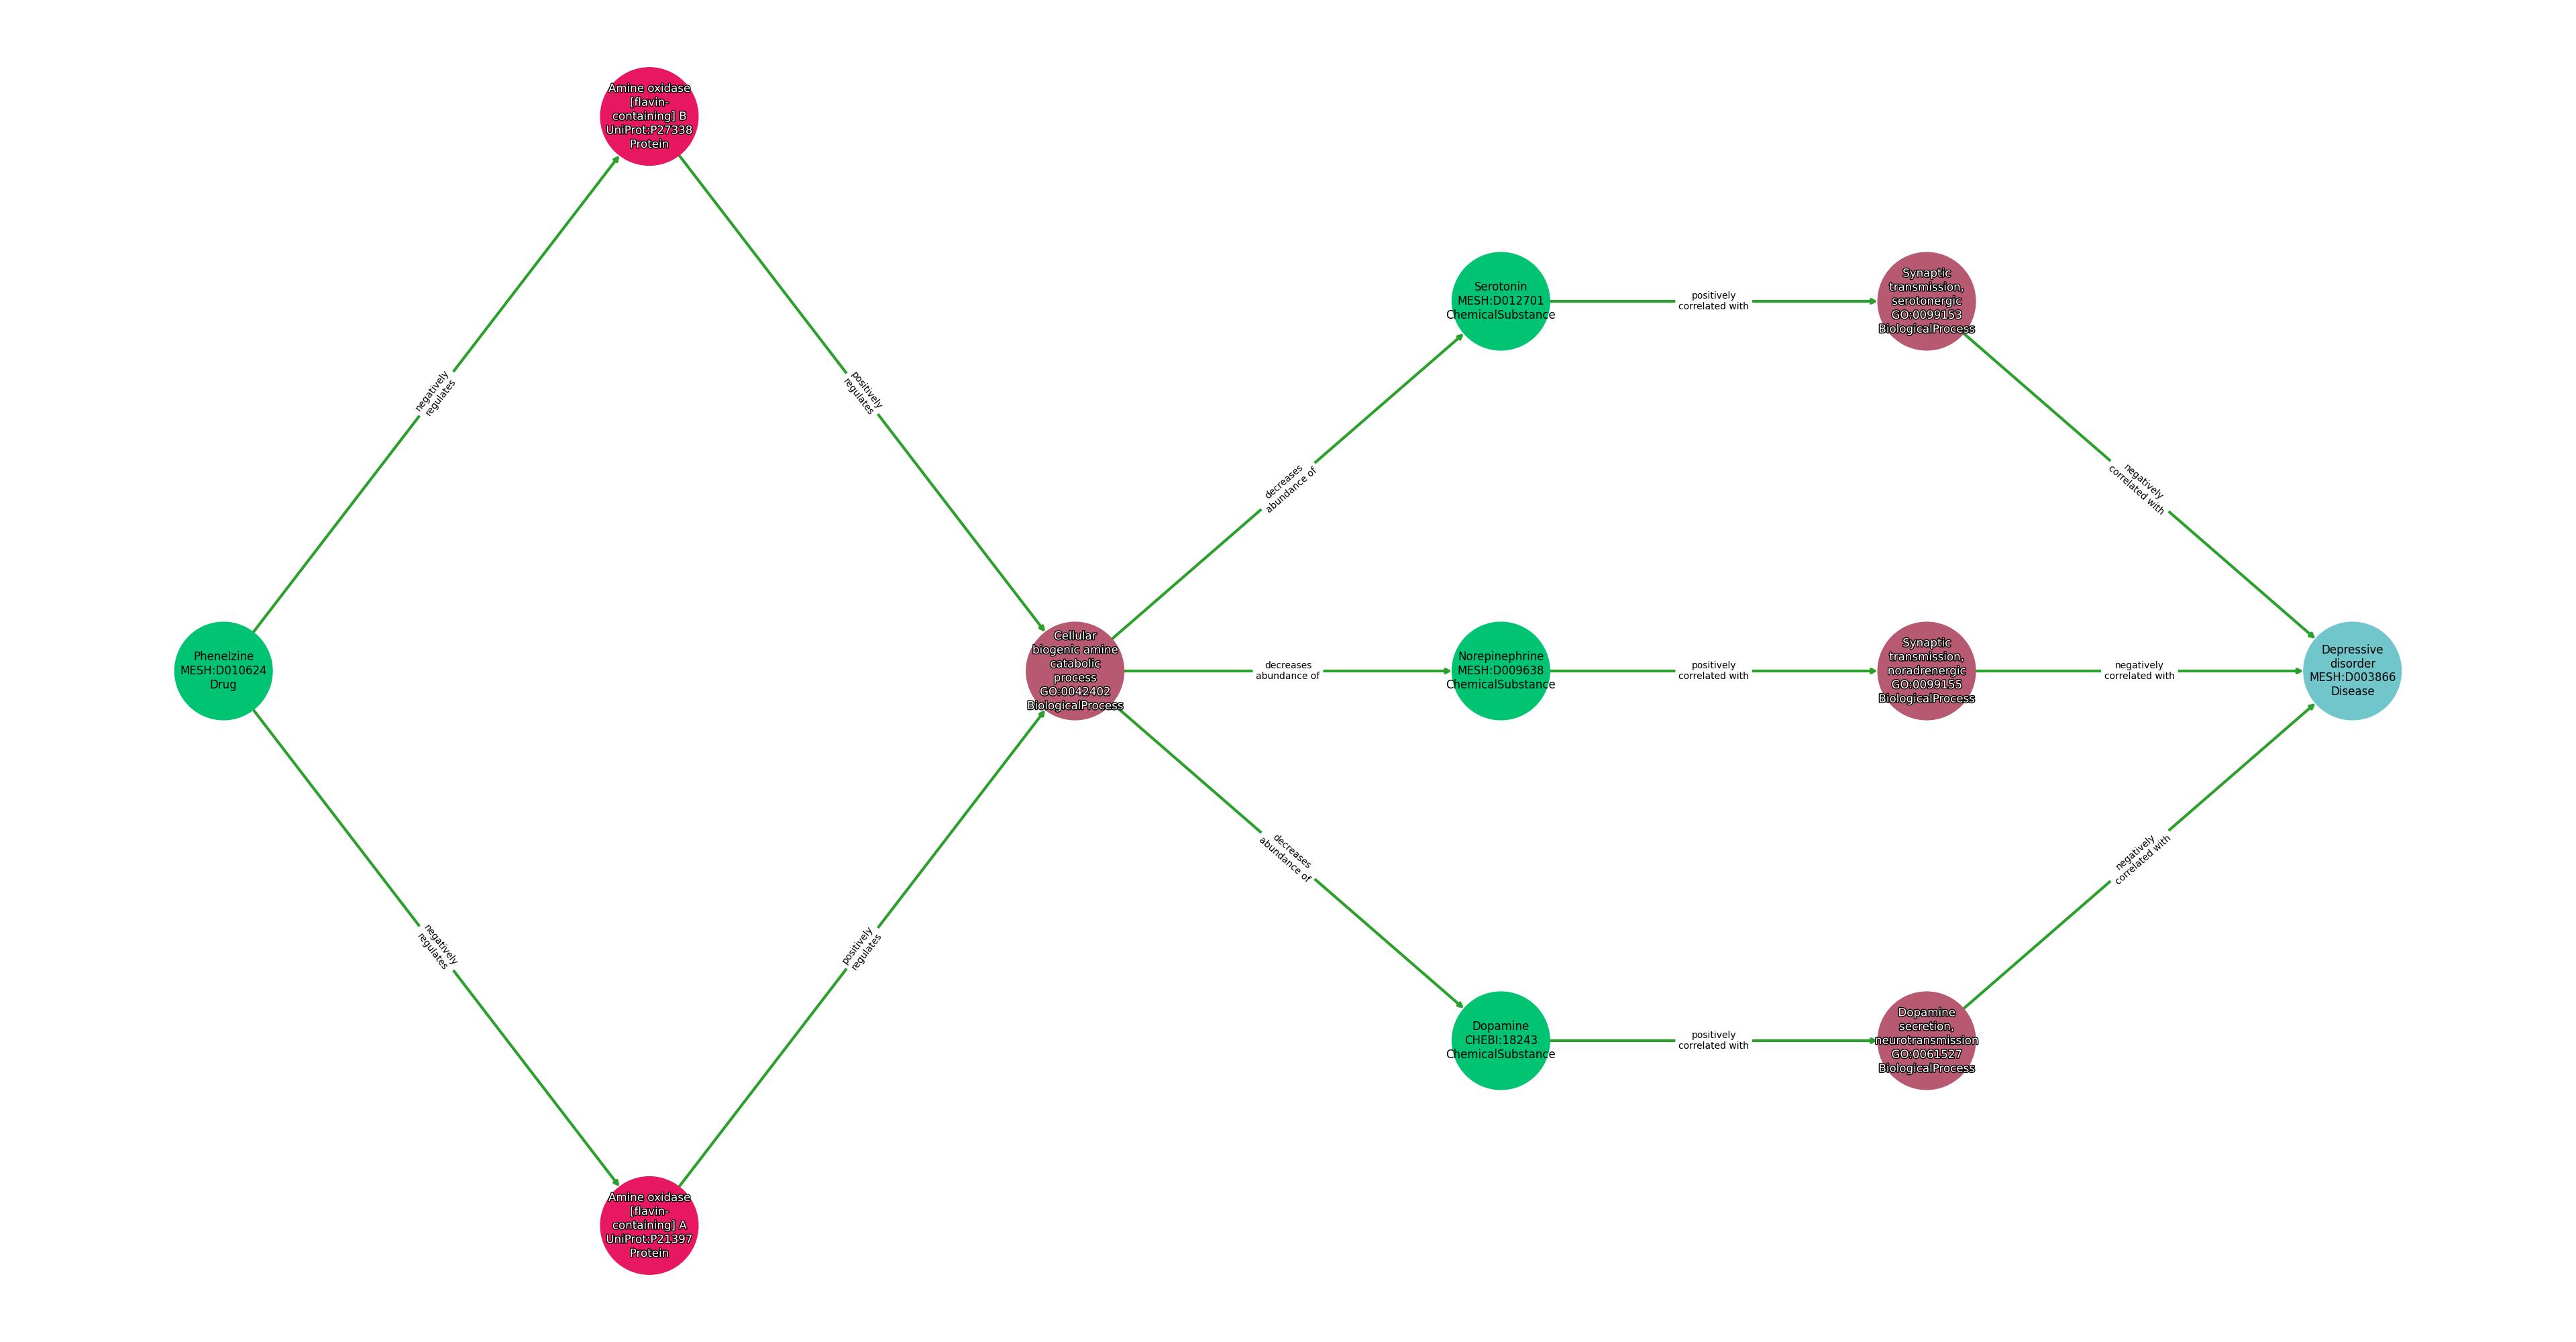 Amine oxidase
[flavin-
containing] B
UniProt:P27338
Protein
negatively
regulates
positively
regulates
Phenelzine
MESH:D010624
Drug
negatively
regulates
positively
regulates
Amine oxidase
[flavin-
containing] A
UniProt:P21397
Protein
Cellular
biogenic amine
catabolic
process
GO:0042402
BiologicalProcess
decreases
abundance of
decreases
abundance of
decreases
abundance of
Serotonin
MESH:D012701
ChemicalSubstance
positively
correlated with
Synaptic
transmission,
serotonergic
GO:0099153
BiologicalProcess
negatively
correlated with
Norepinephrine
MESH:D009638
ChemicalSubstance
positively
correlated with
Synaptic
transmission,
noradrenergic
GO:0099155
BiologicalProcess
negatively
correlated with
Dopamine
CHEBI:18243
ChemicalSubstance
positively
correlated with
Dopamine
secretion,
neurotransmission
GO:0061527
BiologicalProcess
negatively
correlated with
Depressive
disorder
MESH:D003866
Disease